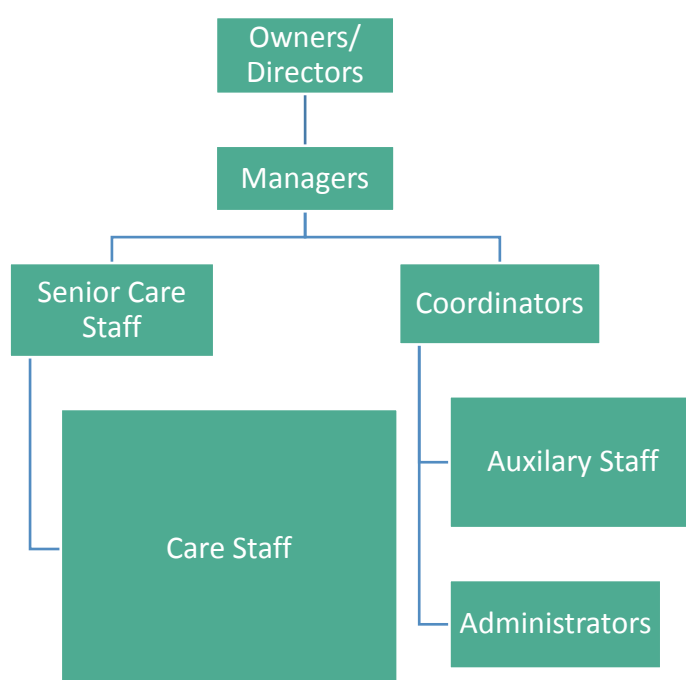 Owners/
Directors
Managers
Senior Care
Staff
Coordinators
Care Staff
Auxilary Staff
Administrators